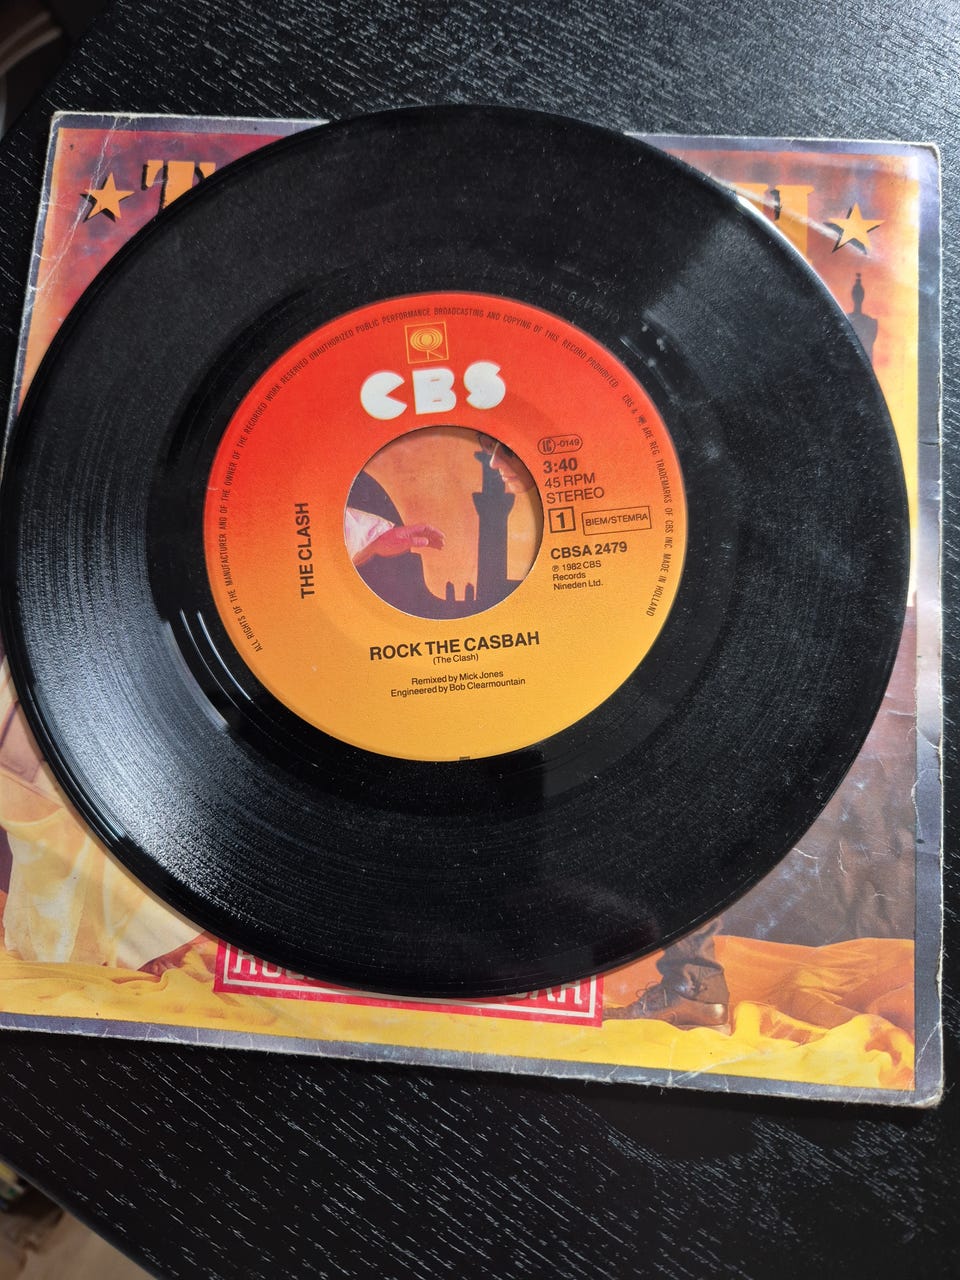 ALL RIGHTS OF THE MANUFACTURER AND OF THE OWNER OF THE RECORDED WORK RESERVED UNAUTHORIZED PUBLIC PERFORMANCE BROADCASTING AND COPYING OF THIS RECORD PROHIBITED
CBS & ARE REG. TRADEMARKS OF CBS INC. MADE IN HOLLAND
CBS
THE CLASH
LC-0149
3:40
45 RPM
STEREO
1 BIEM/STEMRA
CBSA 2479
℗ 1982 CBS
Records
Nineden Ltd.
ROCK THE CASBAH
(The Clash)
Remixed by Mick Jones
Engineered by Bob Clearmountain